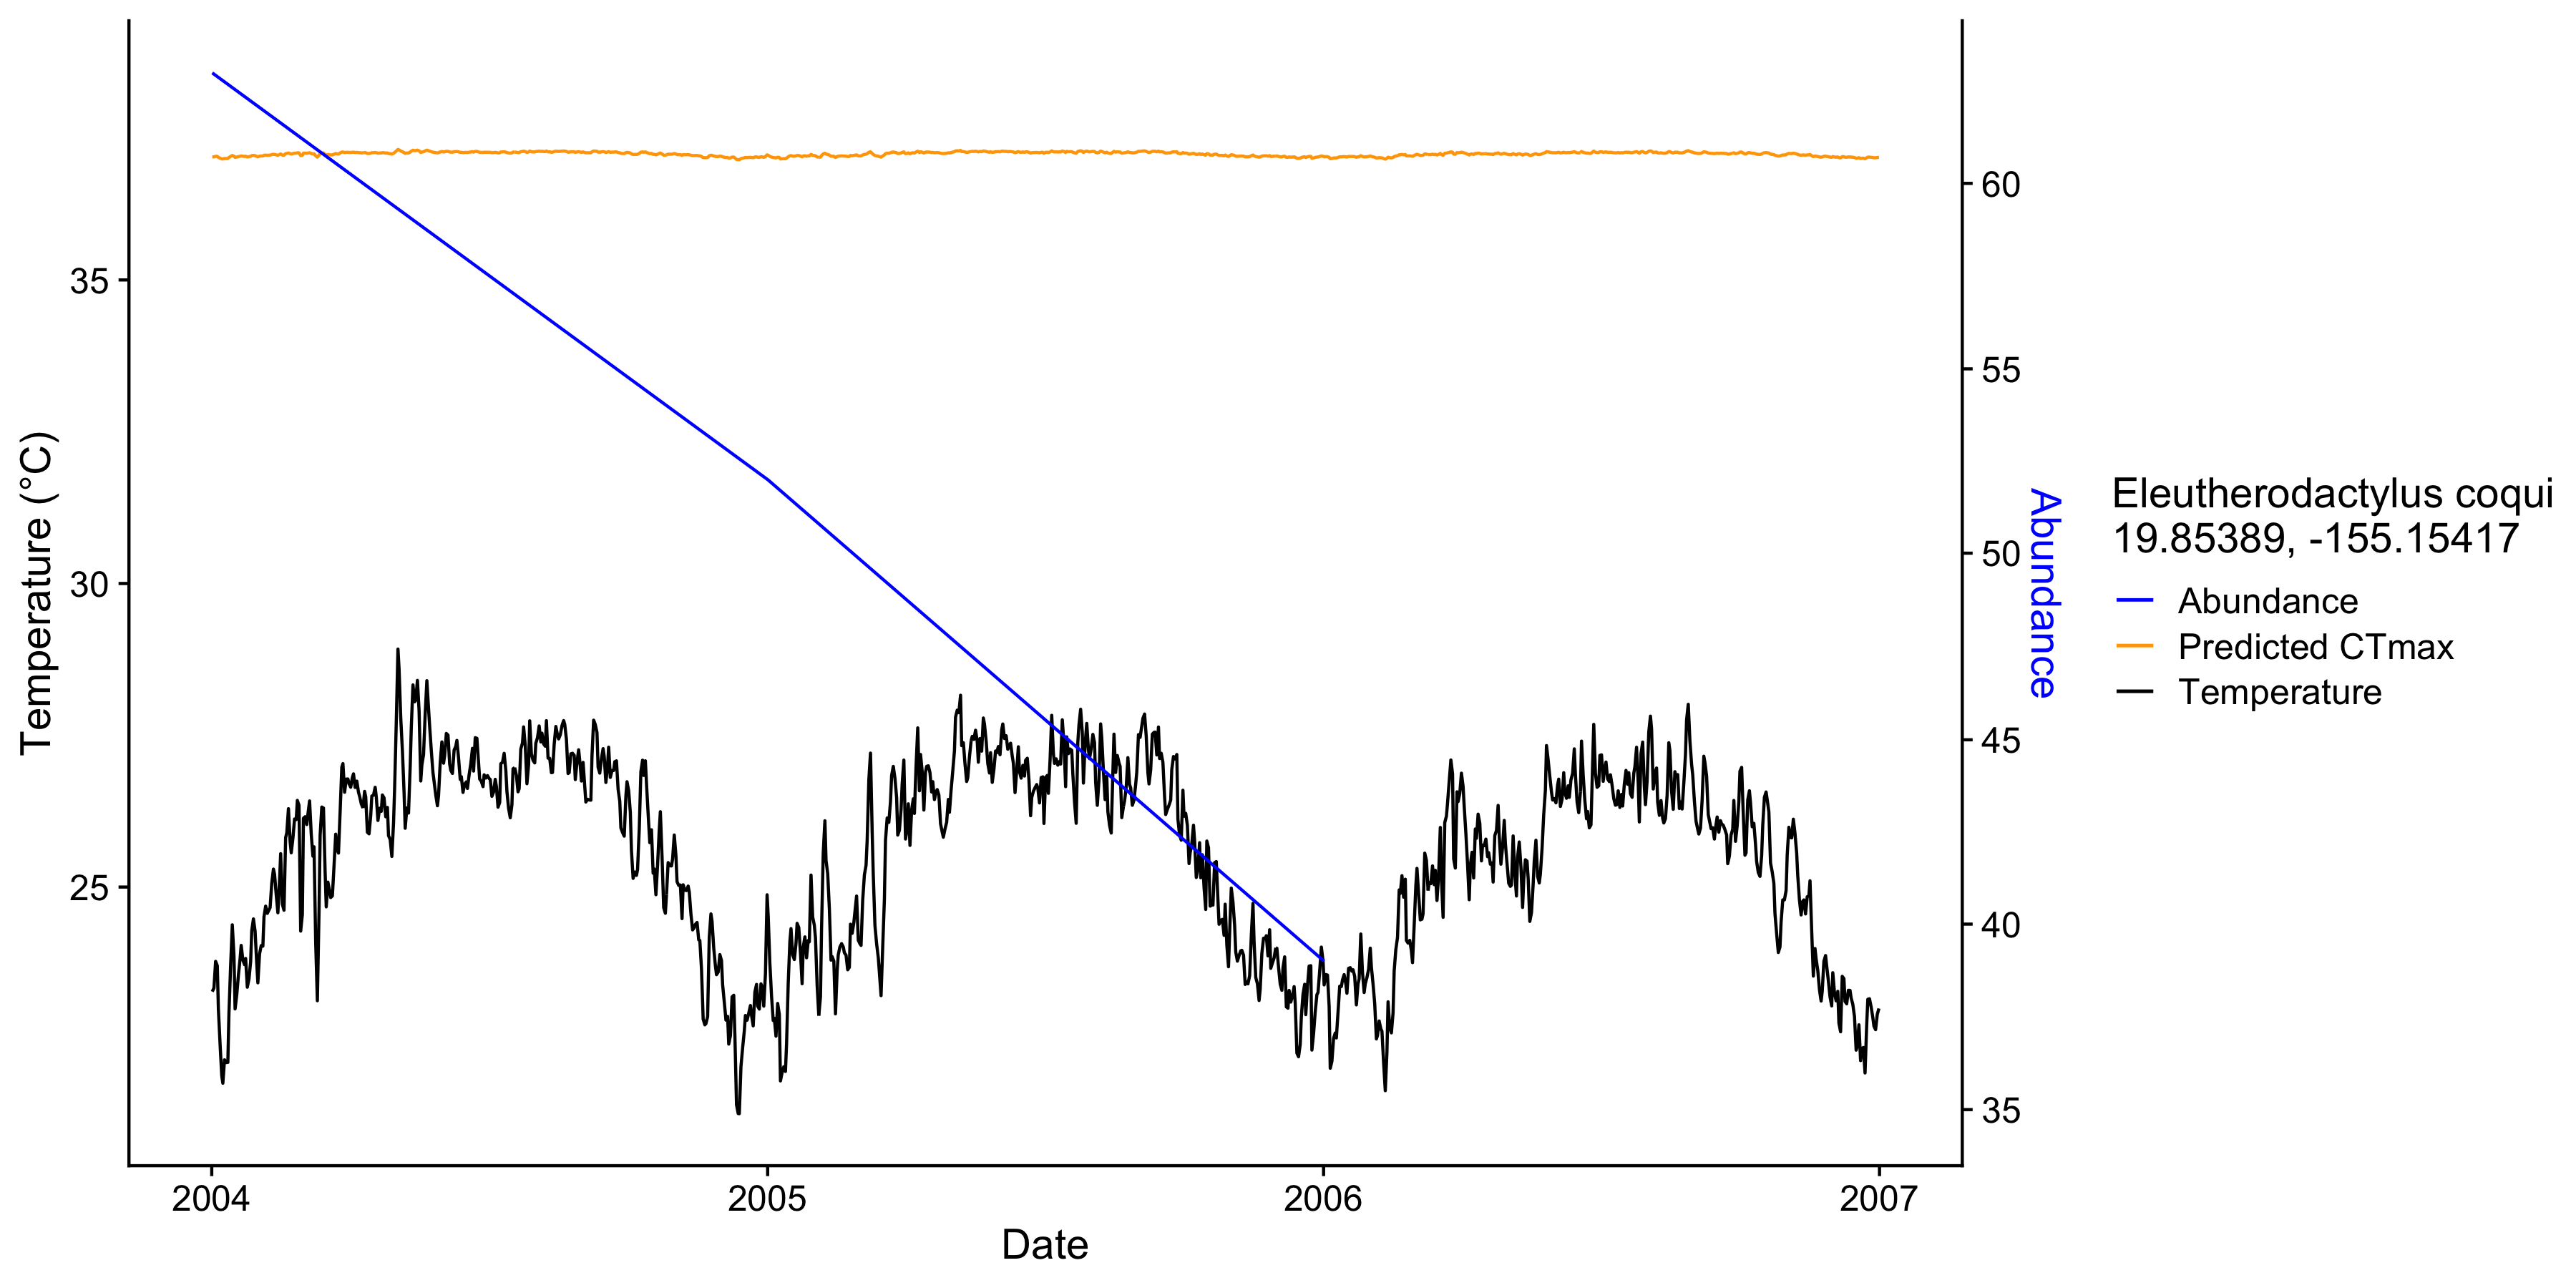 Temperature (°C)
35
30
25
2004
2005
2006
2007
Date
60
55
50
45
40
35
Abundance
Eleutherodactylus coqui
19.85389, -155.15417
Abundance
Predicted CTmax
Temperature